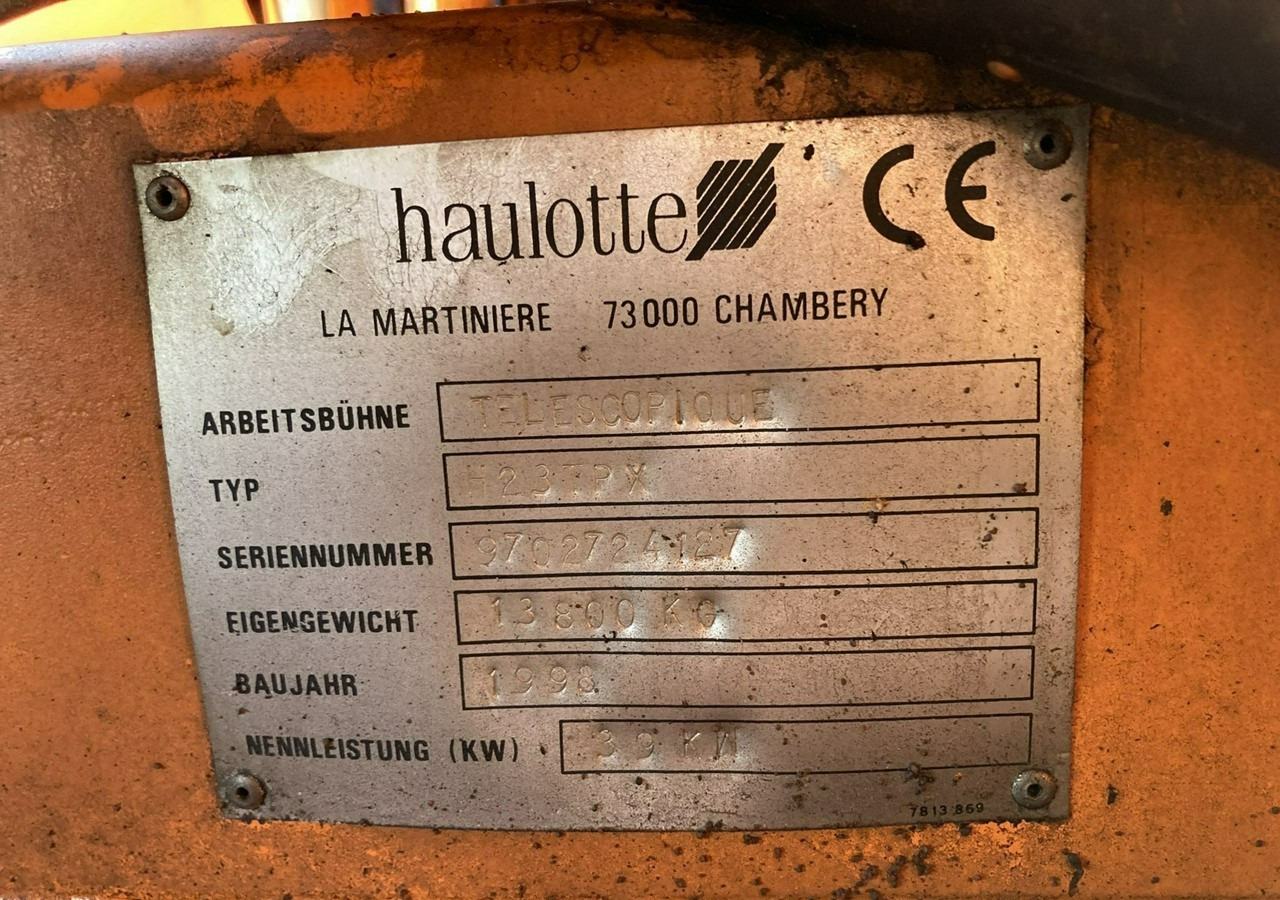 haulotte CE
LA MARTINIERE 73000 CHAMBERY
ARBEITSBÜHNE TELESCOPIQUE
TYP H23TPX
SERIENNUMMER 9702724127
EIGENGEWICHT 13800 KG
BAUJAHR 1998
NENNLEISTUNG (KW) 39 KW
7813 869